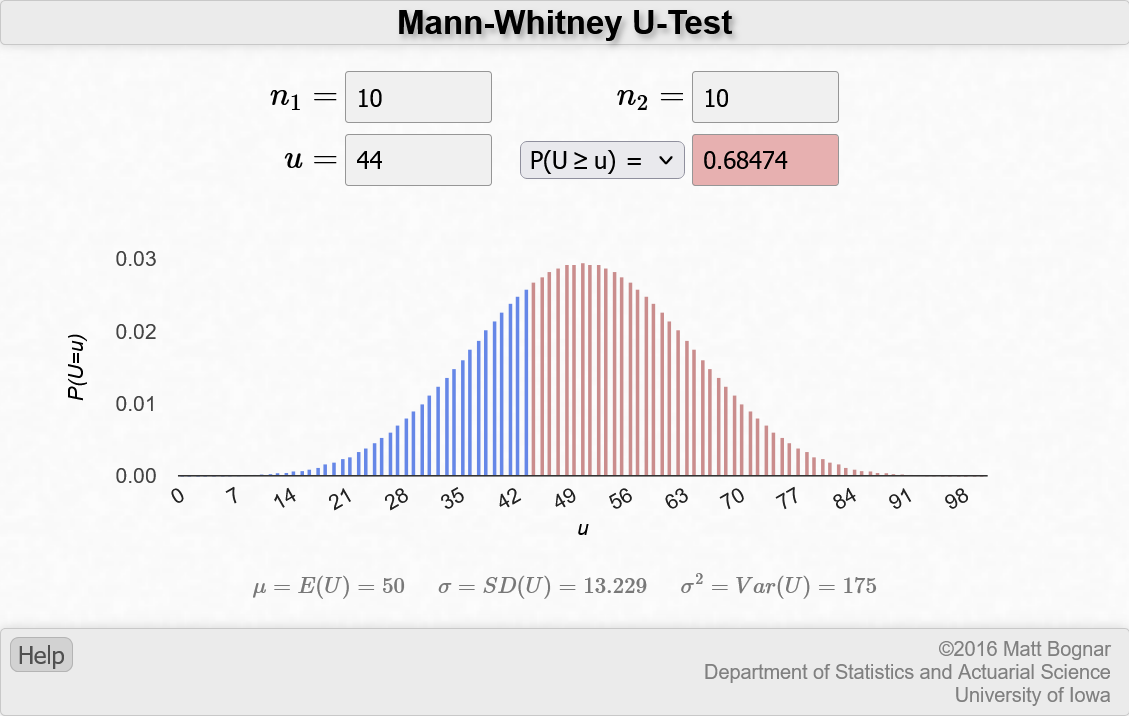 Mann-Whitney U-Test
n₁ = 10 n₂ = 10
u = 44 P(U ≥ u) = 0.68474
0.03
0.02
0.01
0.00
P(U=u)
0 7 14 21 28 35 42 49 56 63 70 77 84 91 98
u
μ = E(U) = 50 σ = SD(U) = 13.229 σ² = Var(U) = 175
Help
©2016 Matt Bognar
Department of Statistics and Actuarial Science
University of Iowa